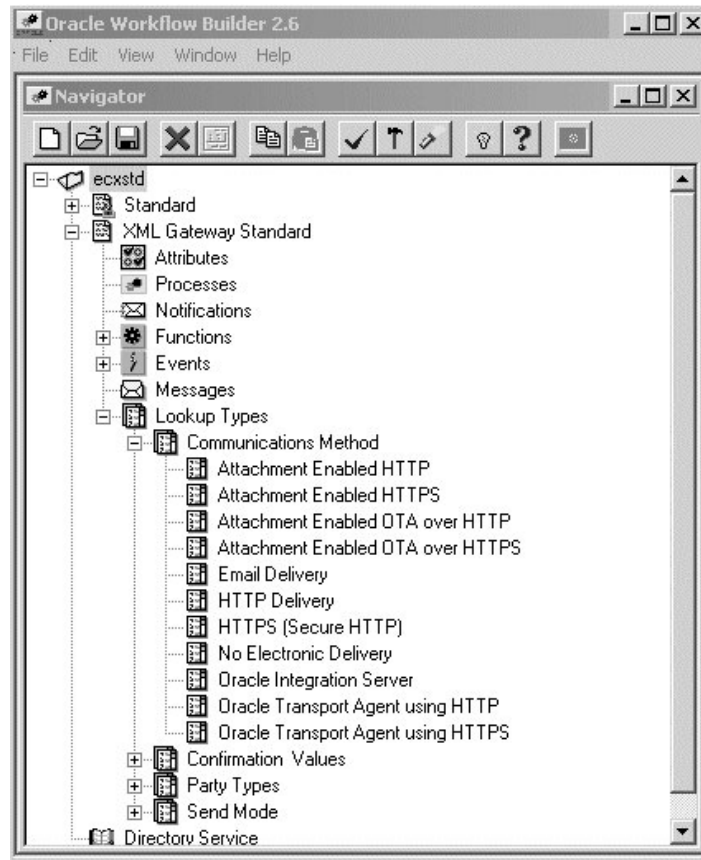 Oracle Workflow Builder 2.6
File Edit View Window Help
Navigator
ecxstd
Standard
XML Gateway Standard
Attributes
Processes
Notifications
Functions
Events
Messages
Lookup Types
Communications Method
Attachment Enabled HTTP
Attachment Enabled HTTPS
Attachment Enabled OTA over HTTP
Attachment Enabled OTA over HTTPS
Email Delivery
HTTP Delivery
HTTPS (Secure HTTP)
No Electronic Delivery
Oracle Integration Server
Oracle Transport Agent using HTTP
Oracle Transport Agent using HTTPS
Confirmation Values
Party Types
Send Mode
Directory Service